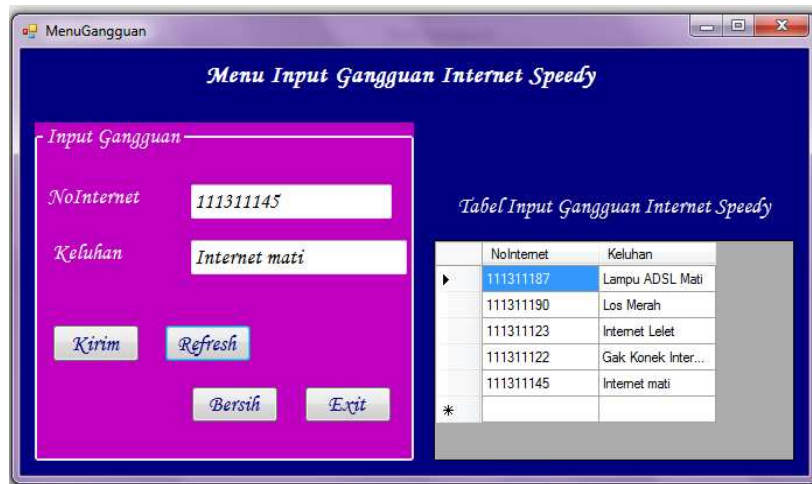 MenuGangguan
Menu Input Gangguan Internet Speedy
Input Gangguan
NoInternet
111311145
Keluhan
Internet mati
Kirim
Refresh
Bersih
Exit
Tabel Input Gangguan Internet Speedy
NoInternet Keluhan
111311187 Lampu ADSL Mati
111311190 Los Merah
111311123 Internet Lelet
111311122 Gak Konek Inter...
111311145 Internet mati